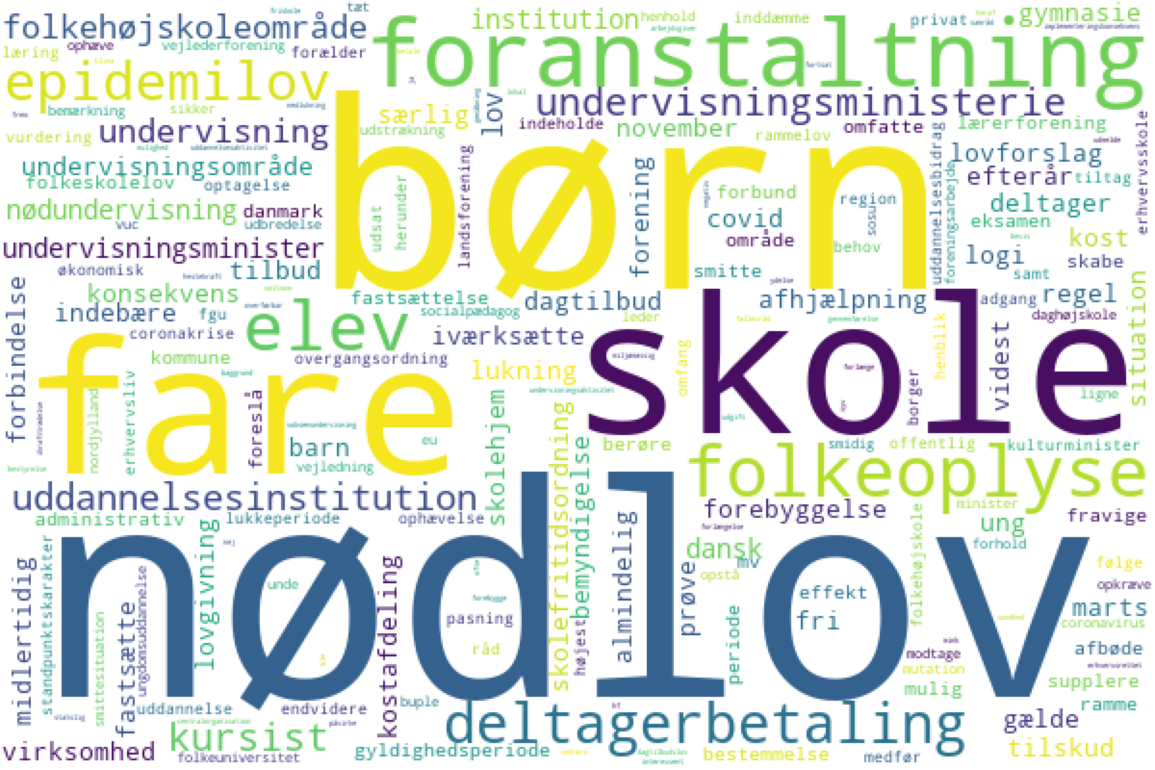 folkehøjskoleområde
tæt
institution
henhold
inddæmme
privat
gymnasie
læring
ophæve
vejlederforening
forælder
foranstaltning
epidemilov
bemærkning
sikker
særlig
lov
undervisningsministerie
vurdering
undervisning
udstrækning
indeholde
november
rammelov
omfatte
lærerforening
undervisningsområde
børn
lovforslag
folkeskolelov
optagelse
efterår
tiltag
nødundervisning
danmark
udsat
herunder
landsforening
forening
forbund
region
sosu
uddannelsesbidrag
foreningsarbejde
deltager
erhvervsskole
vuc
udbredelse
covid
eksamen
undervisningsminister
område
behov
kost
økonomisk
tilbud
smitte
logi
samt
skabe
konsekvens
fastsættelse
dagtilbud
afhjælpning
adgang
regel
forbindelse
indebære
fgu
elev
socialpædagog
leder
daghøjskole
situation
coronakrise
iværksætte
skole
kommune
overgangsordning
fare
lukning
omfang
henblik
videst
nordjylland
erhvervsliv
foreslå
borger
ligne
barn
eu
vejledning
skolehjem
skolefritidsordning
berøre
smidig
offentlig
kulturminister
folkeoplyse
uddannelsesinstitution
bemyndigelse
minister
administrativ
lukkeperiode
ophævelse
forebyggelse
ung
fravige
nødlov
lovgivning
dansk
mv
forhold
midlertidig
standpunktskarakter
unde
almindelig
prøve
opstå
effekt
folkehøjskole
følge
opkræve
fastsætte
ungdomsuddannelse
smittesituation
kostafdeling
pasning
fri
marts
coronavirus
råd
højest
periode
modtage
afbøde
mutation
mulig
supplere
uddannelse
endvidere
buple
deltagerbetaling
gælde
ramme
kursist
virksomhed
folkeuniversitet
gyldighedsperiode
bestemmelse
medfør
tilskud